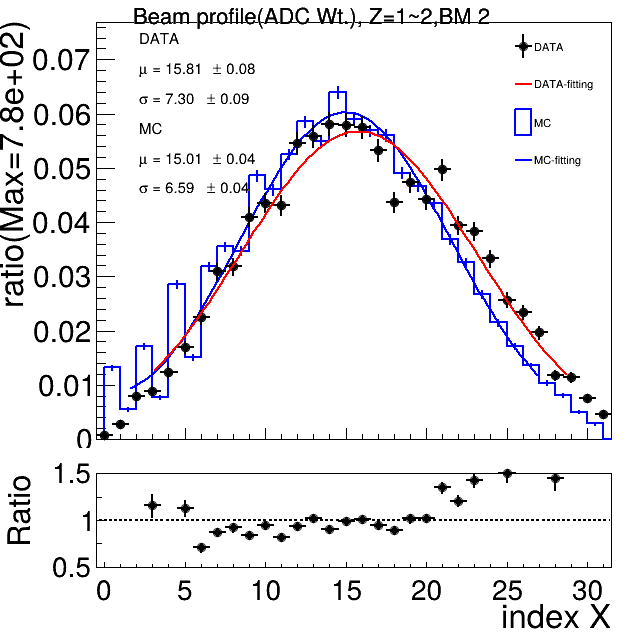 Beam profile(ADC Wt.), Z=1~2,BM 2
DATA
μ = 15.81 ± 0.08
σ = 7.30 ± 0.09
MC
μ = 15.01 ± 0.04
σ = 6.59 ± 0.04
DATA
DATA-fitting
MC
MC-fitting
ratio(Max=7.8e+02)
0.07
0.06
0.05
0.04
0.03
0.02
0.01
0
Ratio
1.5
1
0.5
0 5 10 15 20 25 30
index X